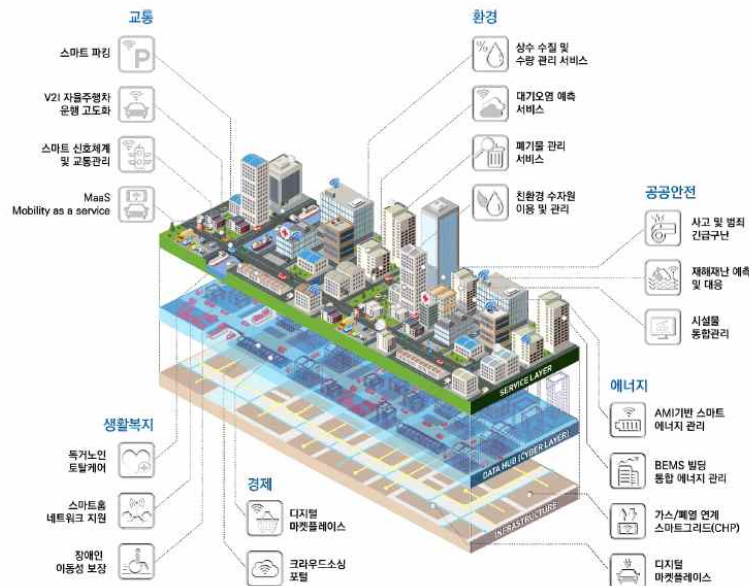 교통
스마트 파킹
V2I 자율주행차
운행 고도화
스마트 신호체계
및 교통관리
MaaS
Mobility as a service
환경
상수 수질 및
수량 관리 서비스
대기오염 예측
서비스
폐기물 관리
서비스
친환경 수자원
이용 및 관리
공공안전
사고 및 범죄
긴급구난
재해재난 예측
및 대응
시설물
통합관리
SERVICE LAYER
DATA HUB (CYBER LAYER)
INFRASTRUCTURE
에너지
AMI기반 스마트
에너지 관리
BEMS 빌딩
통합 에너지 관리
가스/폐열 연계
스마트그리드(CHP)
디지털
마켓플레이스
생활복지
독거노인
토탈케어
스마트홈
네트워크 지원
장애인
이동성 보장
경제
디지털
마켓플레이스
크라우드소싱
포털